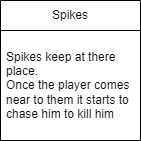 Spikes
Spikes keep at there
place.
Once the player comes
near to them it starts to
chase him to kill him